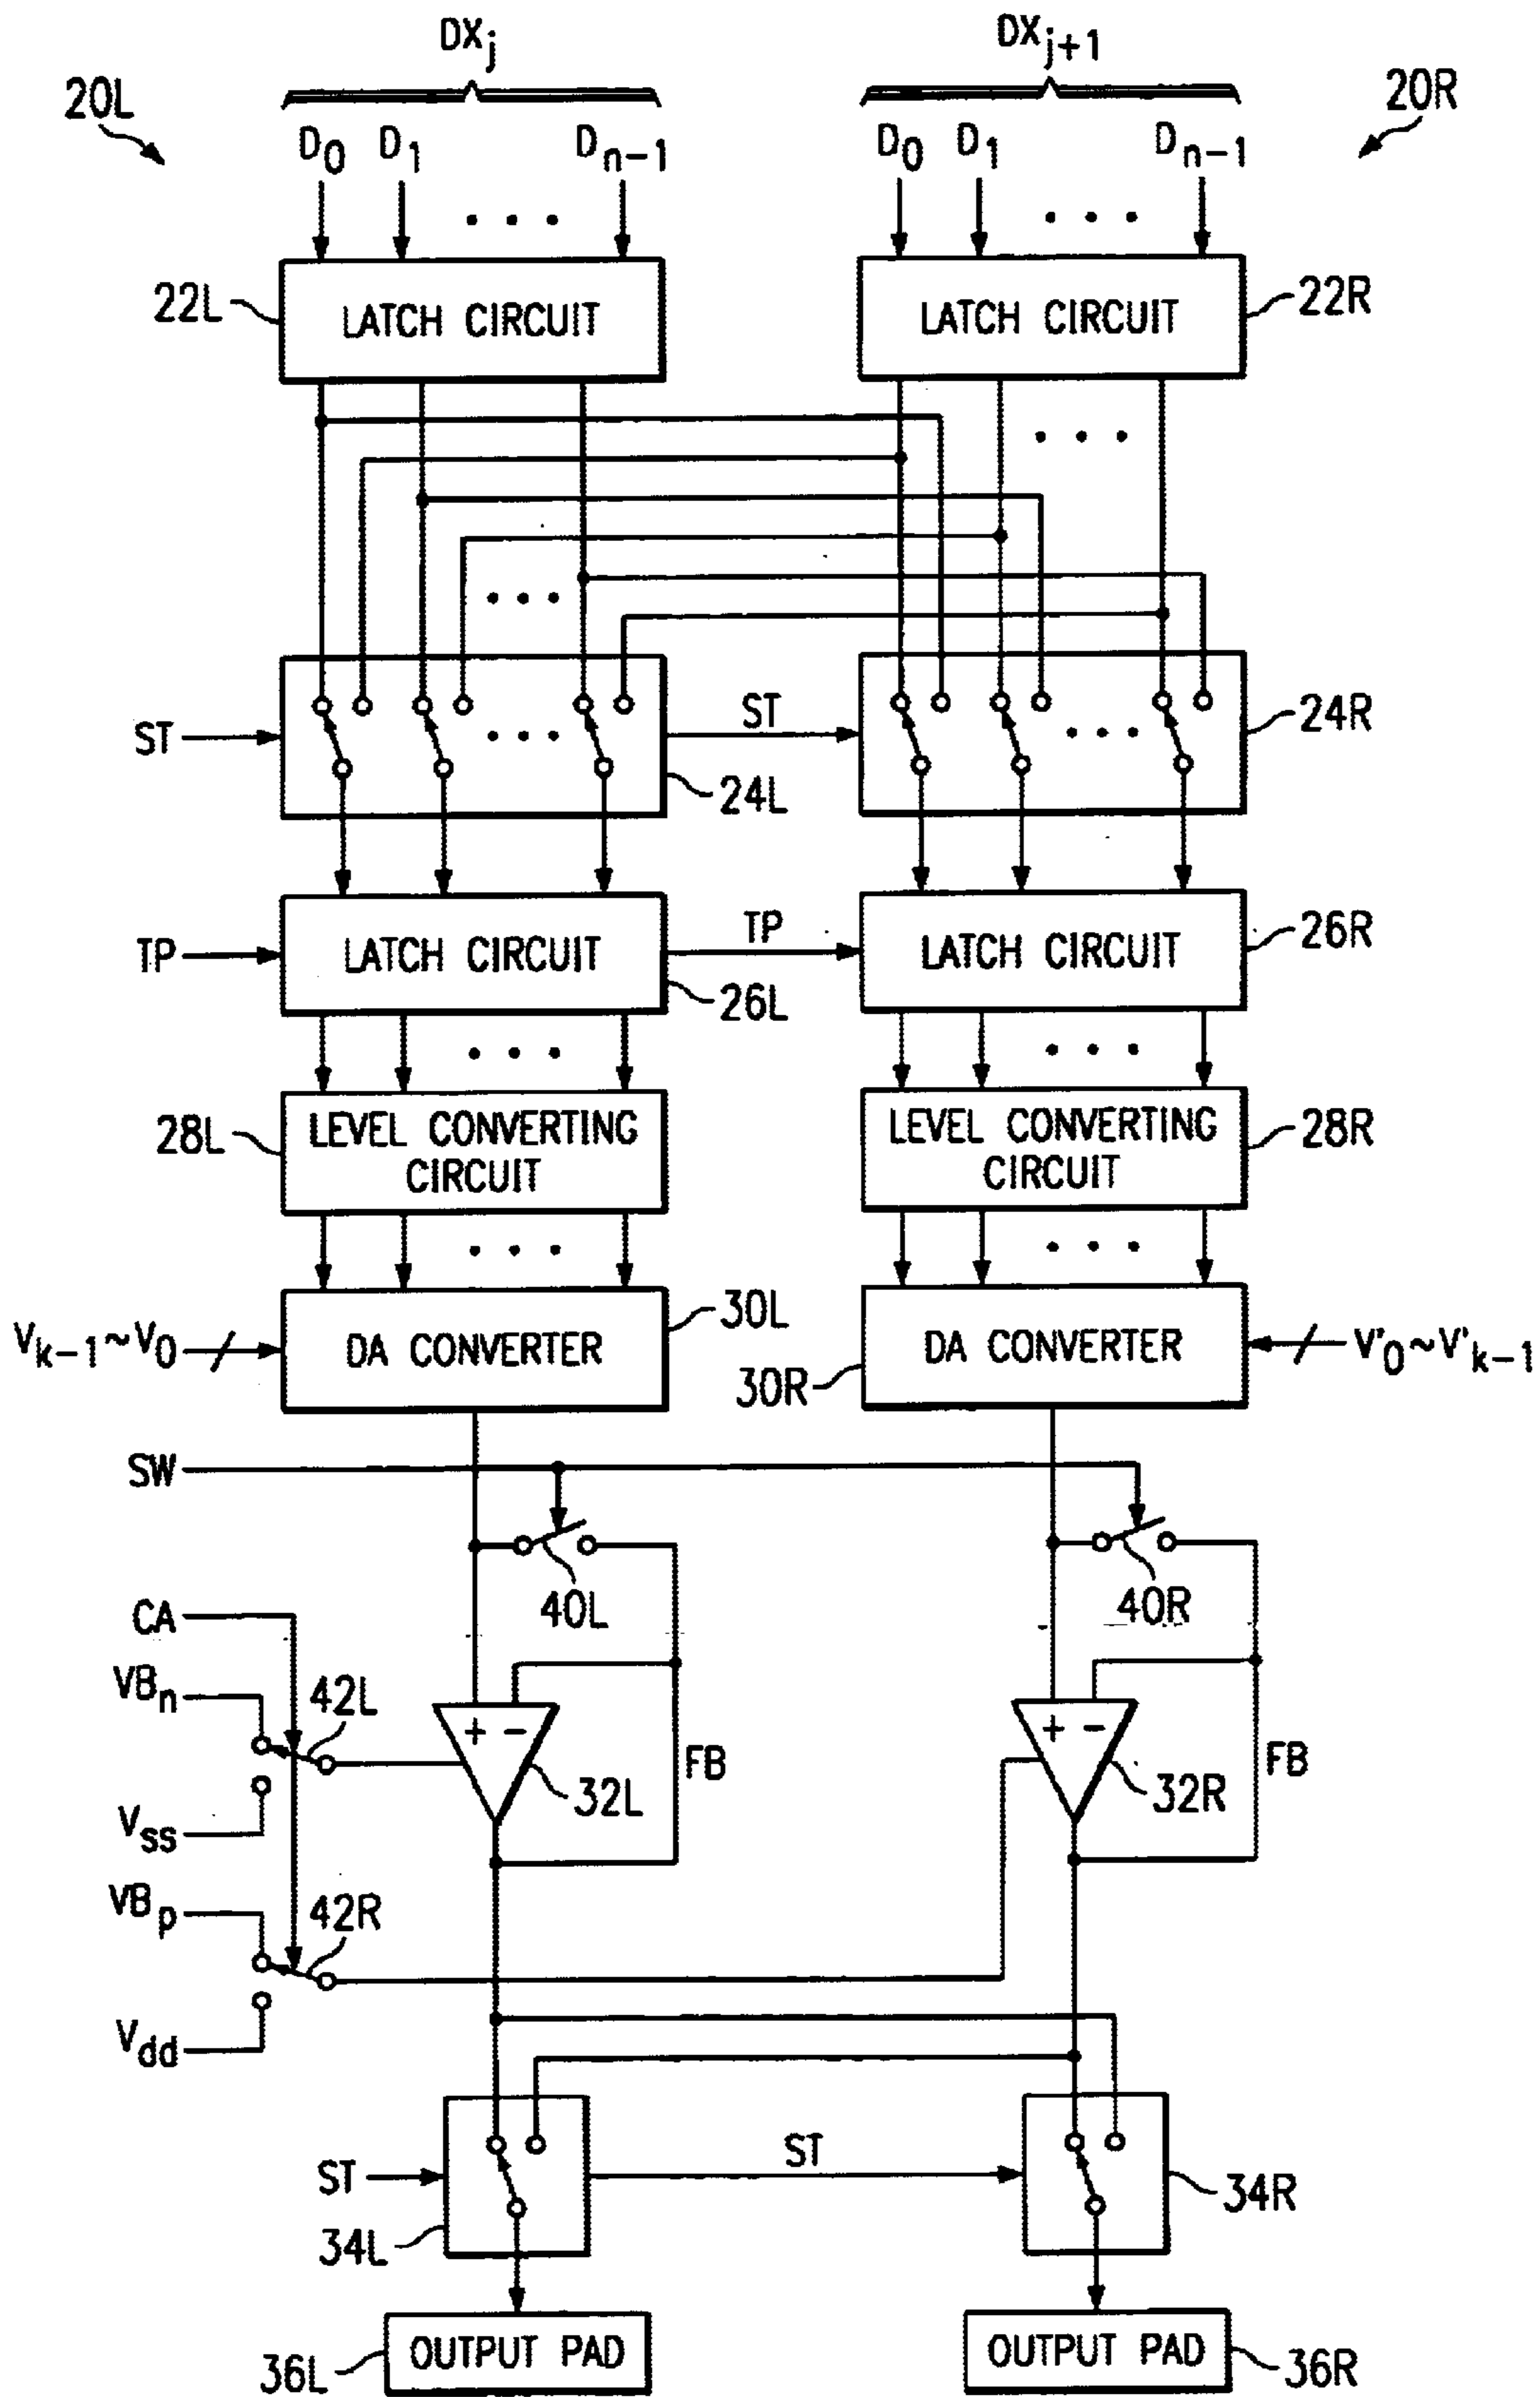 DXj DXj+1
20L 20R
D0 D1 Dn-1 D0 D1 Dn-1
22L LATCH CIRCUIT LATCH CIRCUIT 22R
ST ST 24R
24L
TP LATCH CIRCUIT TP LATCH CIRCUIT 26R
26L
28L LEVEL CONVERTING CIRCUIT LEVEL CONVERTING CIRCUIT 28R
Vk-1~V0 DA CONVERTER 30L DA CONVERTER V'0~V'k-1
30R
SW
40L 40R
CA
VBn 42L
+ - + -
FB FB
32L 32R
Vss
VBp 42R
Vdd
ST ST 34R
34L
36L OUTPUT PAD OUTPUT PAD 36R